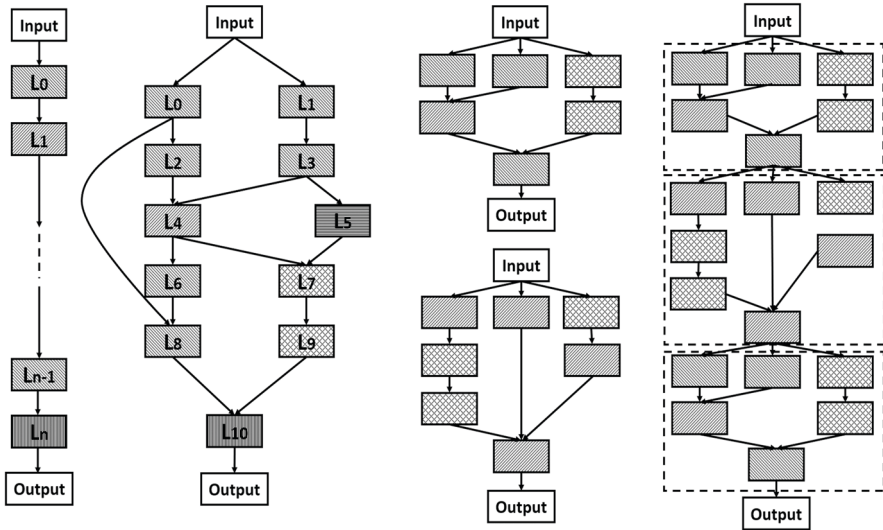 Input
L0
L1
Ln-1
Ln
Output
Input
L0
L1
L2
L3
L4
L5
L6
L7
L8
L9
L10
Output
Input
Output
Input
Output
Input
Output